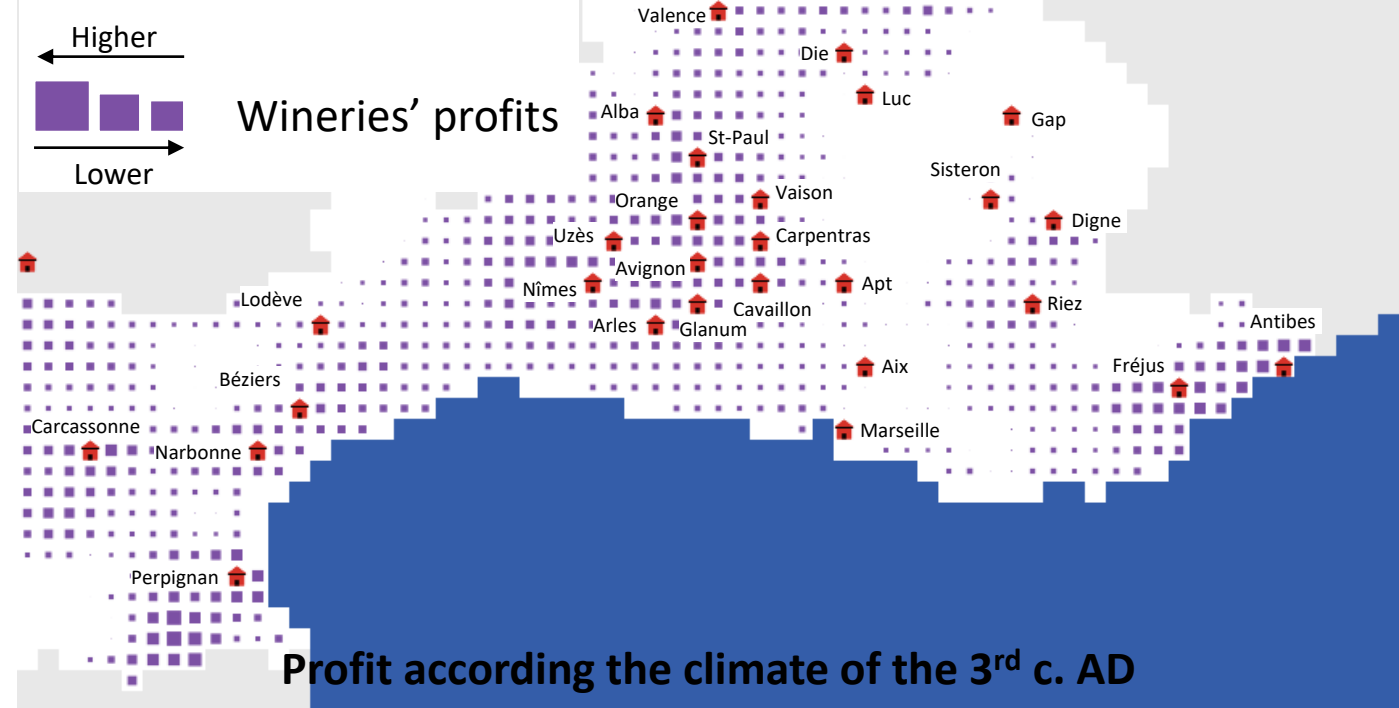 Higher
Lower
Wineries’ profits
Valence
Die
Luc
Alba
Gap
St-Paul
Sisteron
Vaison
Orange
Digne
Uzès
Carpentras
Avignon
Nîmes
Apt
Lodève
Cavaillon
Riez
Arles
Glanum
Antibes
Béziers
Aix
Fréjus
Carcassonne
Narbonne
Marseille
Perpignan
Profit according the climate of the 3rd c. AD